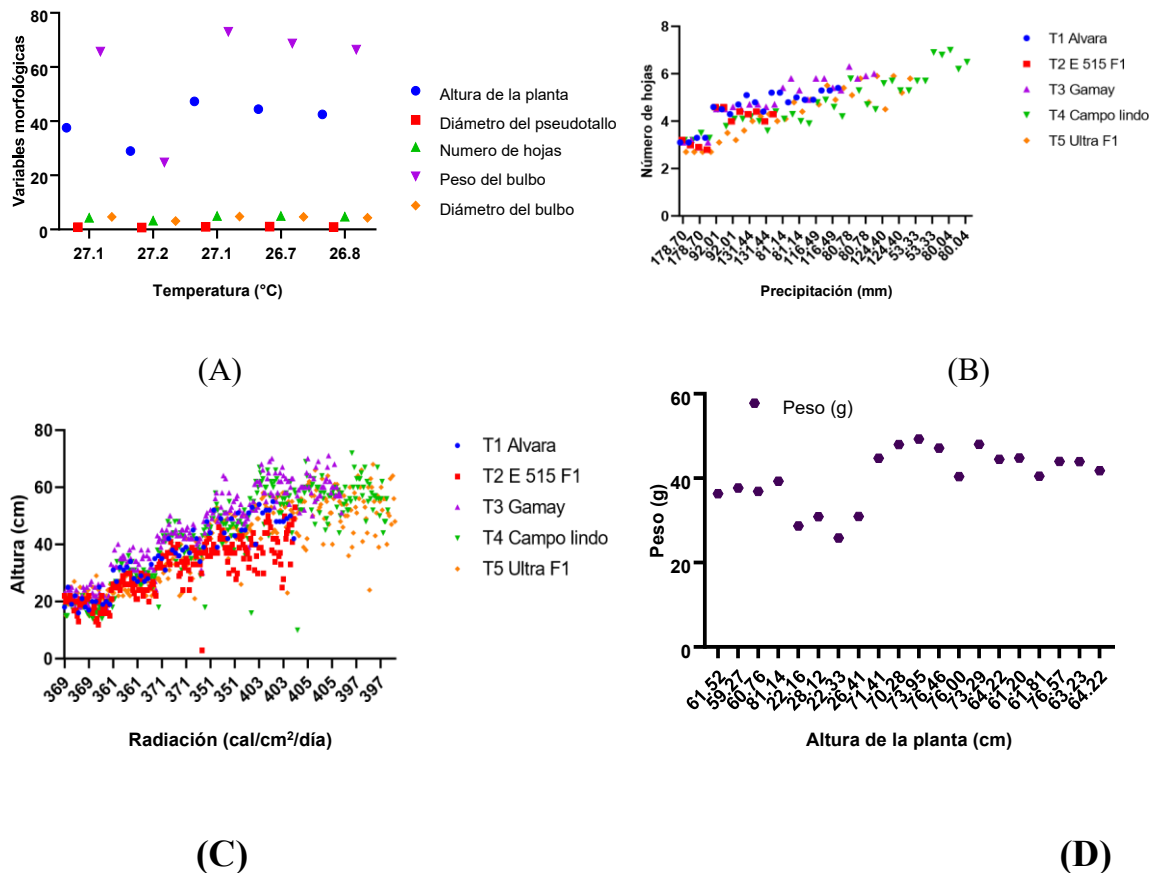 80
60
40
20
0
Variables morfológicas
27.1
27.2
27.1
26.7
26.8
Temperatura (°C)
Altura de la planta
Diámetro del pseudotallo
Numero de hojas
Peso del bulbo
Diámetro del bulbo
(A)
8
6
4
2
0
Número de hojas
178.70
178.70
92.01
92.01
131.44
131.44
81.14
81.14
116.49
116.49
80.78
80.78
124.40
124.40
53.33
53.33
80.04
80.04
Precipitación (mm)
T1 Alvara
T2 E 515 F1
T3 Gamay
T4 Campo lindo
T5 Ultra F1
(B)
80
60
40
20
0
Altura (cm)
369
369
361
361
371
371
351
351
403
403
405
405
397
397
Radiación (cal/cm²/día)
T1 Alvara
T2 E 515 F1
T3 Gamay
T4 Campo lindo
T5 Ultra F1
(C)
60
40
20
0
Peso (g)
Peso (g)
61.52
59.27
60.76
81.14
22.16
28.12
22.33
26.41
71.41
70.28
73.95
76.46
76.00
73.29
64.22
61.20
61.81
76.57
63.23
64.22
Altura de la planta (cm)
(D)